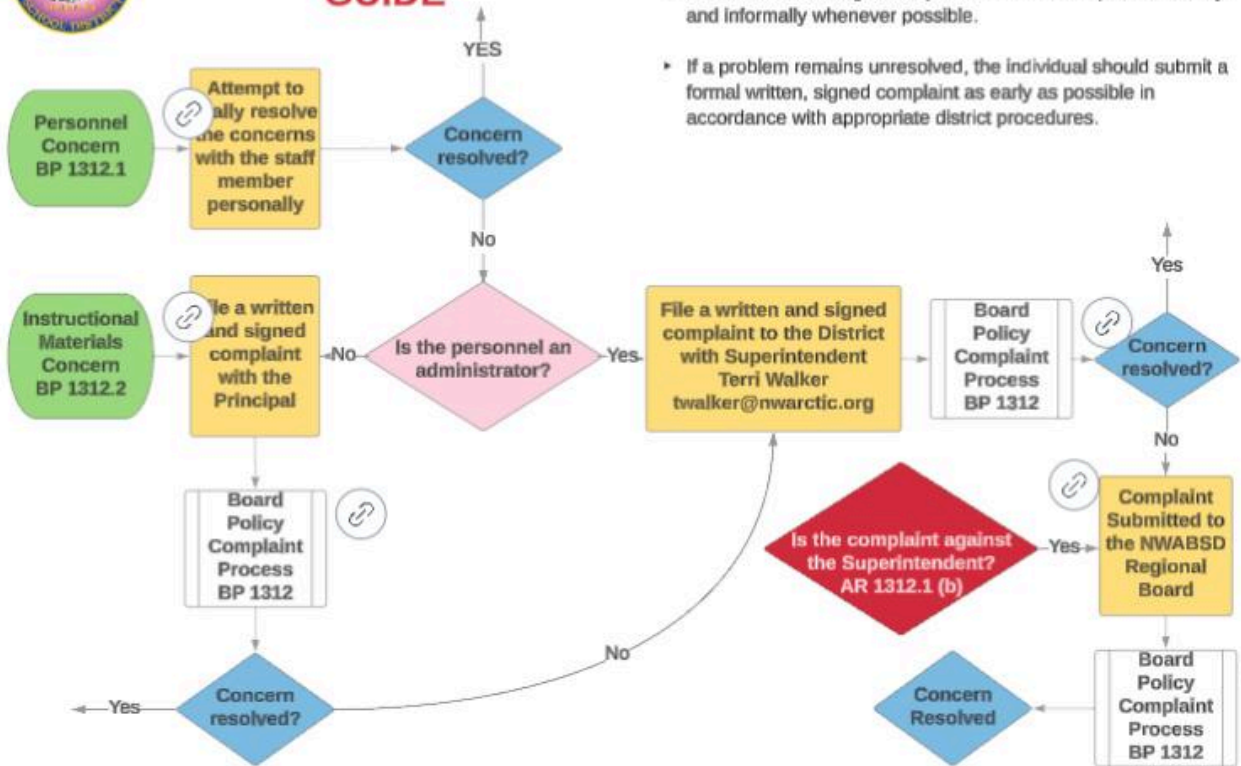 SCHOOL DISTRICT
GUIDE
and informally whenever possible.
‣ If a problem remains unresolved, the individual should submit a
formal written, signed complaint as early as possible in
accordance with appropriate district procedures.
YES
Personnel
Concern
BP 1312.1
Attempt to
ally resolve
the concerns
with the staff
member
personally
Concern
resolved?
No
Instructional
Materials
Concern
BP 1312.2
ile a written
and signed
complaint
with the
Principal
No
Is the personnel an
administrator?
Yes
File a written and signed
complaint to the District
with Superintendent
Terri Walker
twalker@nwarctic.org
Board
Policy
Complaint
Process
BP 1312
Yes
Concern
resolved?
No
Board
Policy
Complaint
Process
BP 1312
Is the complaint against
the Superintendent?
AR 1312.1 (b)
Yes
Complaint
Submitted to
the NWABSD
Regional
Board
No
Yes
Concern
resolved?
Concern
Resolved
Board
Policy
Complaint
Process
BP 1312